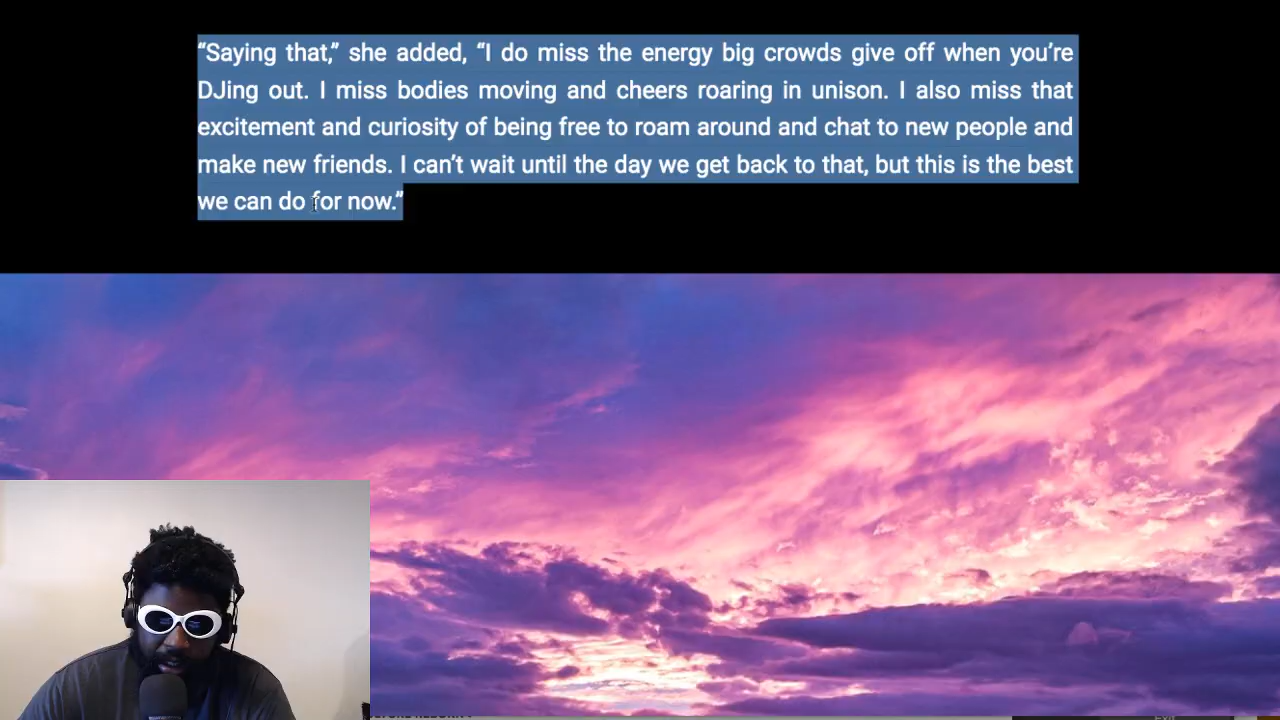 “Saying that,” she added, “I do miss the energy big crowds give off when you’re
DJing out. I miss bodies moving and cheers roaring in unison. I also miss that
excitement and curiosity of being free to roam around and chat to new people and
make new friends. I can’t wait until the day we get back to that, but this is the best
we can do for now.”